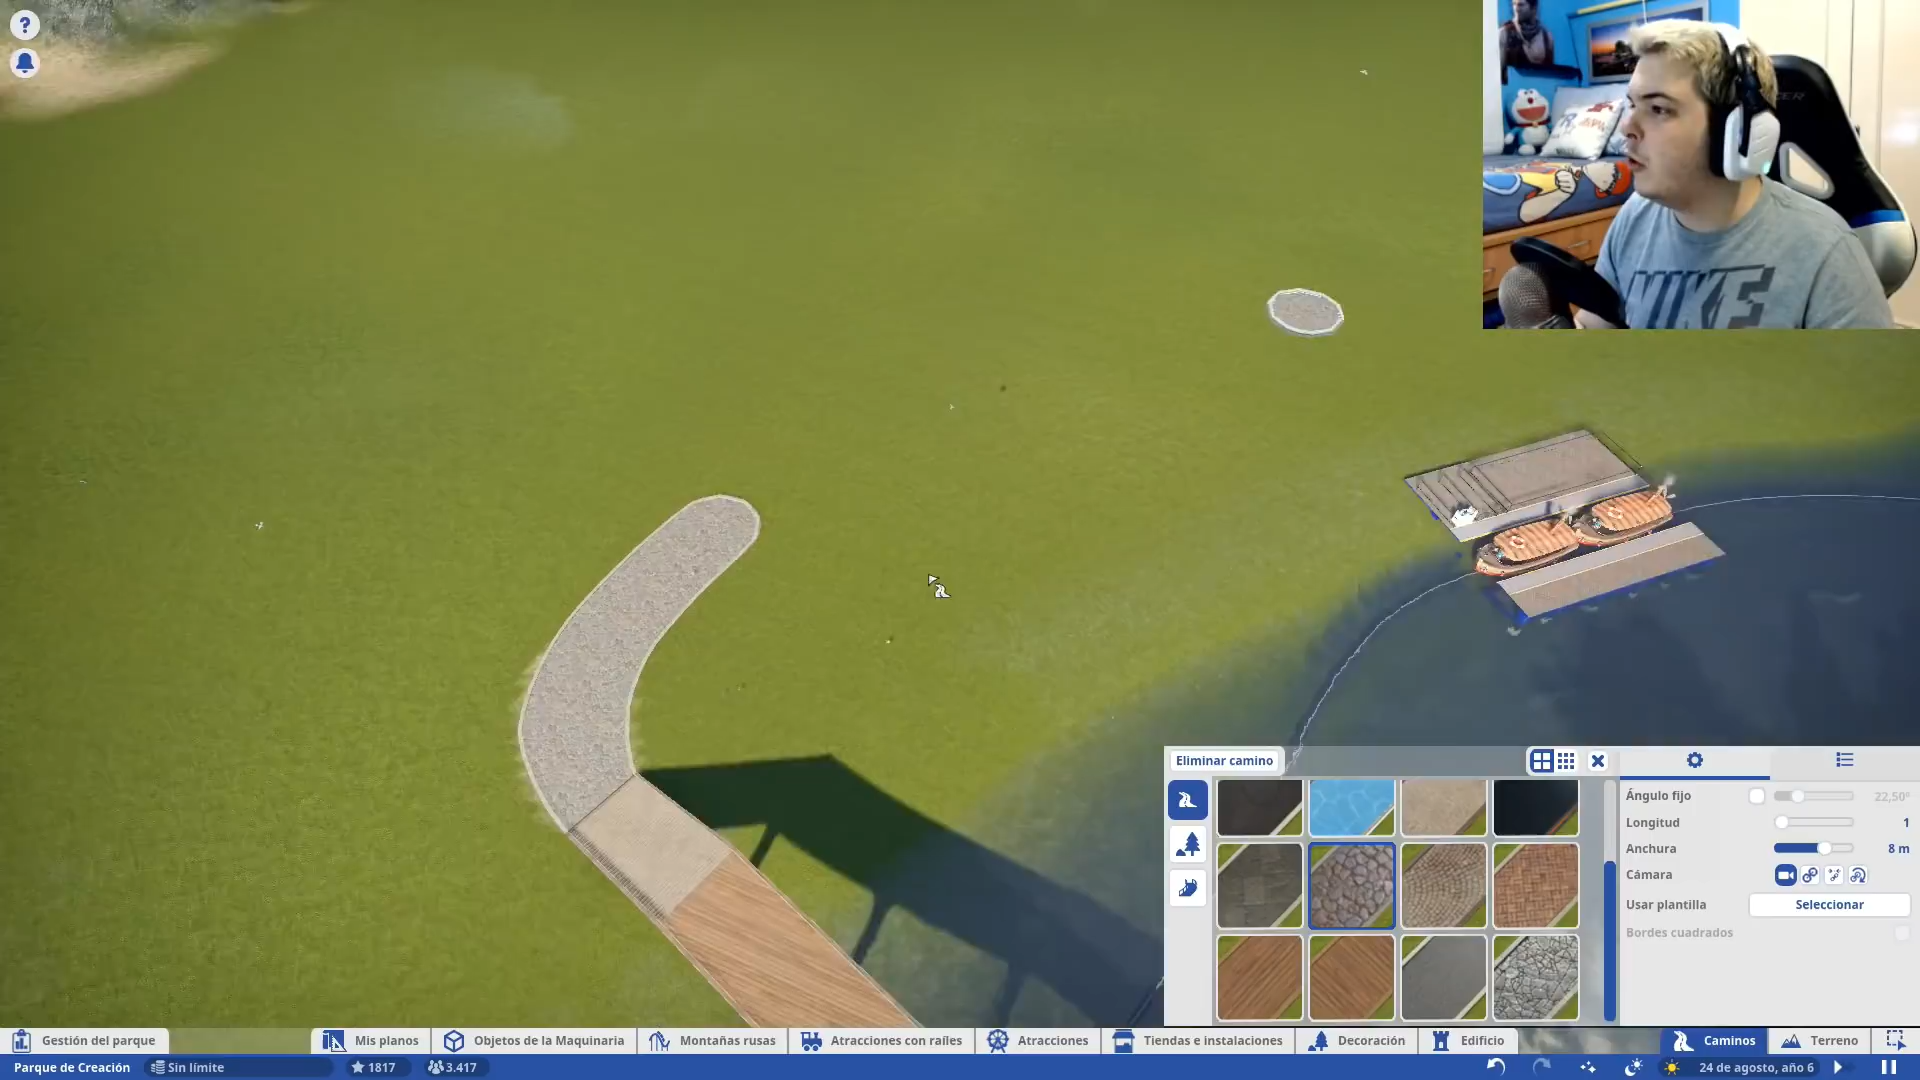 ?
NIKE
Eliminar camino
Ángulo fijo 22,50º
Longitud 1
Anchura 8 m
Cámara
Usar plantilla Seleccionar
Bordes cuadrados
Gestión del parque Mis planos Objetos de la Maquinaria Montañas rusas Atracciones con raíles Atracciones Tiendas e instalaciones Decoración Edificio Caminos Terreno
Parque de Creación Sin límite 1817 3.417 24 de agosto, año 6